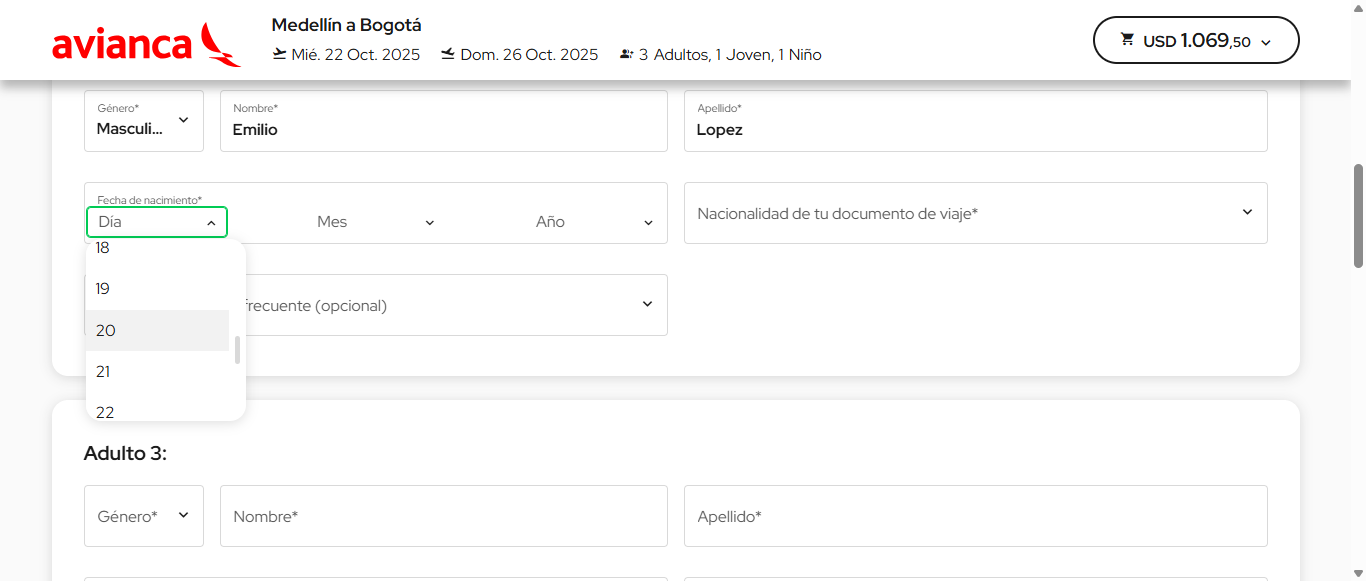 avianca
Medellín a Bogotá
Mié. 22 Oct. 2025 Dom. 26 Oct. 2025 3 Adultos, 1 Joven, 1 Niño
USD 1.069,50
Género* Nombre* Apellido*
Masculi... Emilio Lopez
Fecha de nacimiento*
Día Mes Año
Nacionalidad de tu documento de viaje*
18
19
frecuente (opcional)
20
21
22
Adulto 3:
Género* Nombre* Apellido*